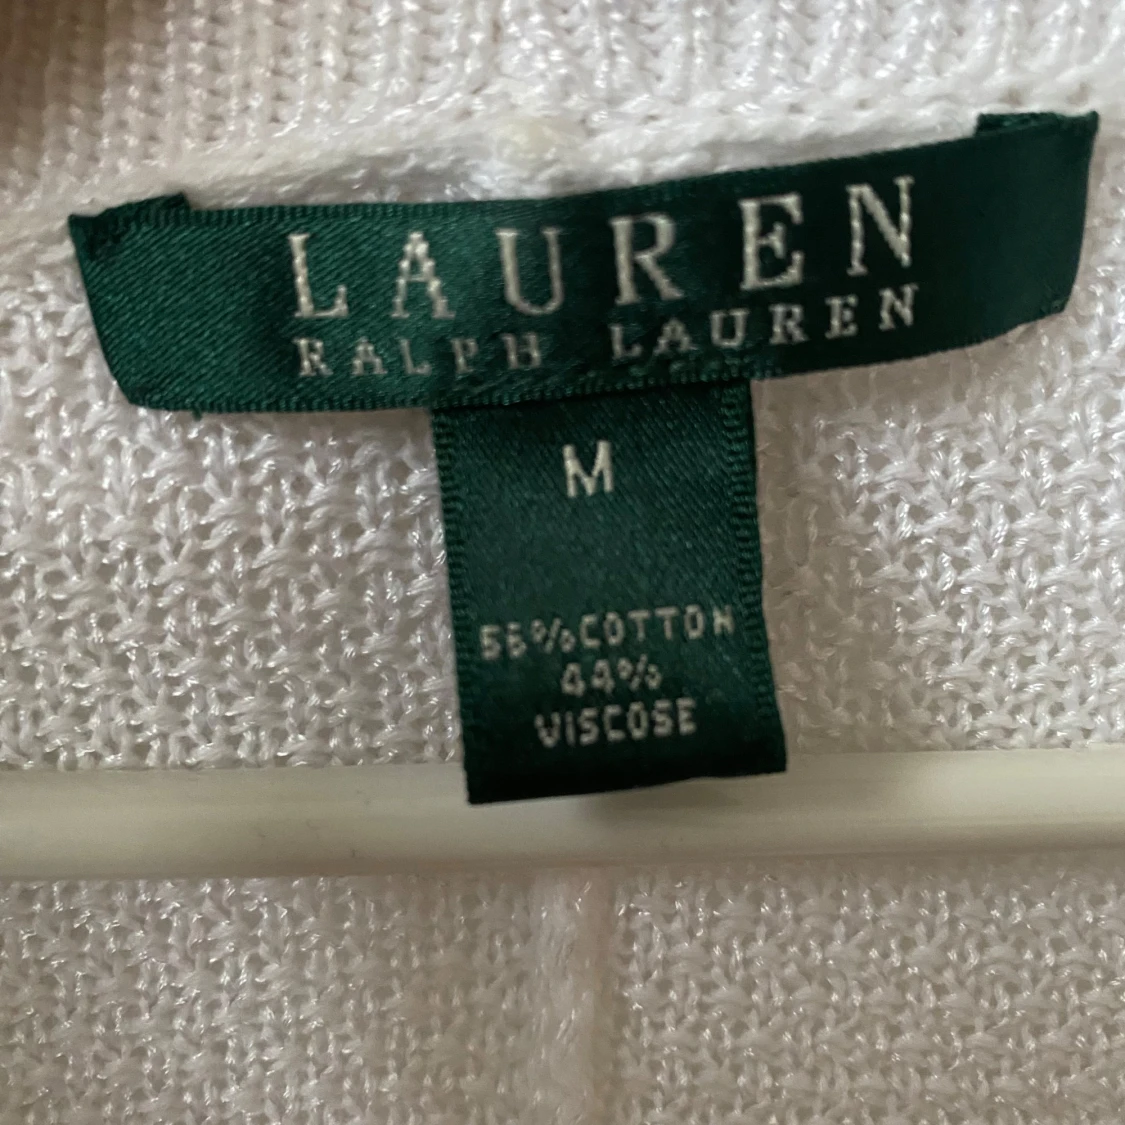 LAUREN
RALPH LAUREN
M
56%COTTON
44%
VISCOSE